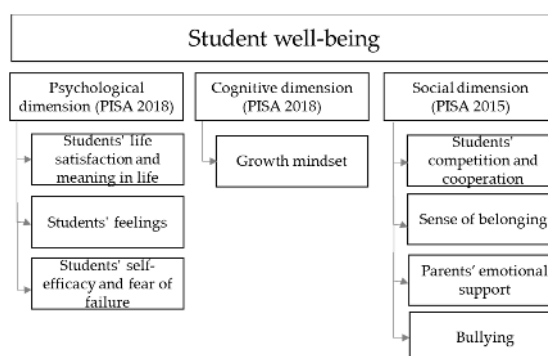 Student well-being
Psychological
dimension (PISA 2018)
Students' life
satisfaction and
meaning in life
Students' feelings
Students' self-
efficacy and fear of
failure
Cognitive dimension
(PISA 2018)
Growth mindset
Social dimension
(PISA 2015)
Students'
competition and
cooperation
Sense of belonging
Parents' emotional
support
Bullying